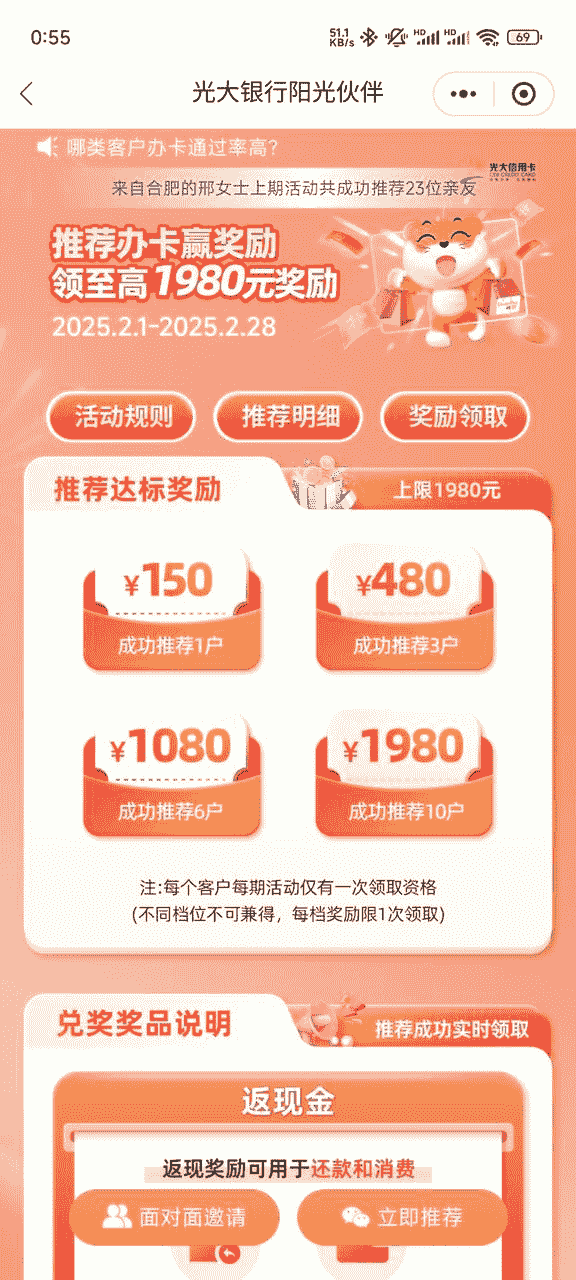 0:55
51.1
KB/s
HD
HD
69
光大银行阳光伙伴
哪类客户办卡通过率高?
光大信用卡
来自合肥的邢女士上期活动共成功推荐23位亲友
推荐办卡赢奖励
领至高1980元奖励
2025.2.1-2025.2.28
活动规则
推荐明细
奖励领取
推荐达标奖励
上限1980元
¥150
¥480
成功推荐1户
成功推荐3户
¥1080
¥1980
成功推荐6户
成功推荐10户
注:每个客户每期活动仅有一次领取资格
(不同档位不可兼得，每档奖励限1次领取)
兑奖奖品说明
推荐成功实时领取
返现金
返现奖励可用于还款和消费
面对面邀请
立即推荐